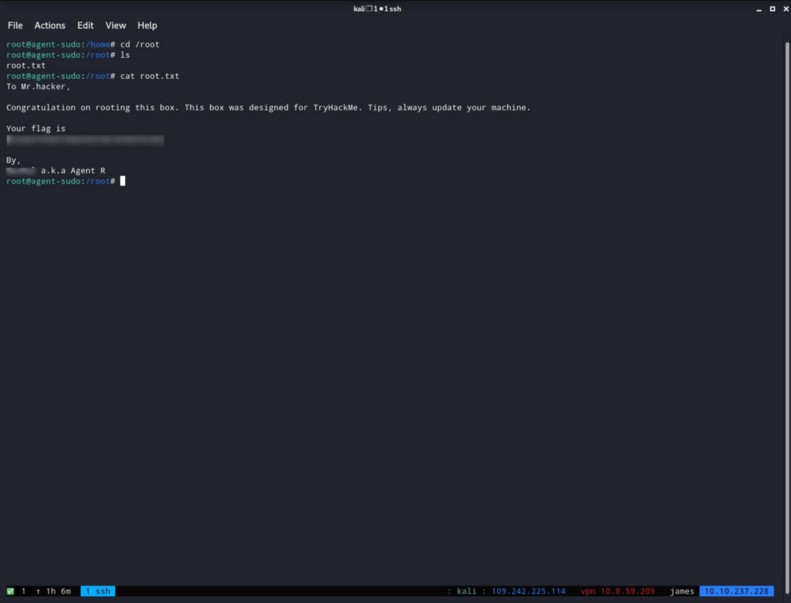 kali❐1●1 ssh
File Actions Edit View Help
root@agent-sudo:/home# cd /root
root@agent-sudo:/root# ls
root.txt
root@agent-sudo:/root# cat root.txt
To Mr.hacker,
Congratulation on rooting this box. This box was designed for TryHackMe. Tips, always update your machine.
Your flag is
By,
a.k.a Agent R
root@agent-sudo:/root#
1 ↑ 1h 6m 1 ssh : kali : 109.242.225.114 vpn 10.8.59.209 james 10.10.237.228